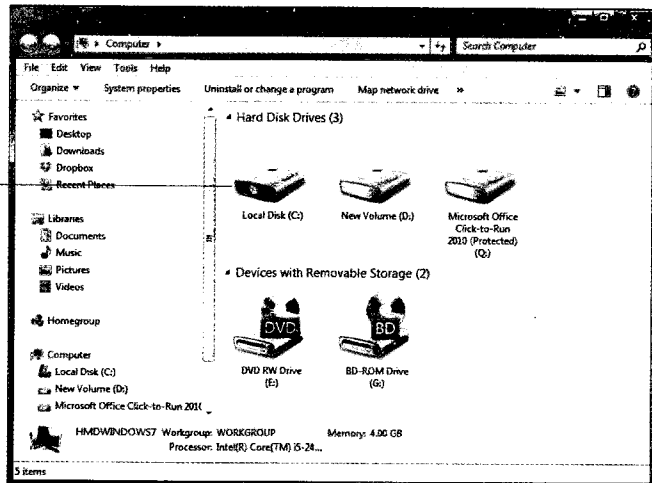 Computer
Search Computer
File Edit View Tools Help
Organize System properties Uninstall or change a program Map network drive »
Favorites
Desktop
Downloads
Dropbox
Recent Places
Libraries
Documents
Music
Pictures
Videos
Homegroup
Computer
Local Disk (C:)
New Volume (D:)
Microsoft Office Click-to-Run 201(
Hard Disk Drives (3)
Local Disk (C:)
New Volume (D:)
Microsoft Office
Click-to-Run
2010 (Protected)
(Q:)
Devices with Removable Storage (2)
DVD
BD
DVD RW Drive
(E:)
BD-ROM Drive
(G:)
HMDWINDOWS7 Workgroup: WORKGROUP Memory: 4.00 GB
Processor: Intel(R) Core(TM) i5-24...
5 items